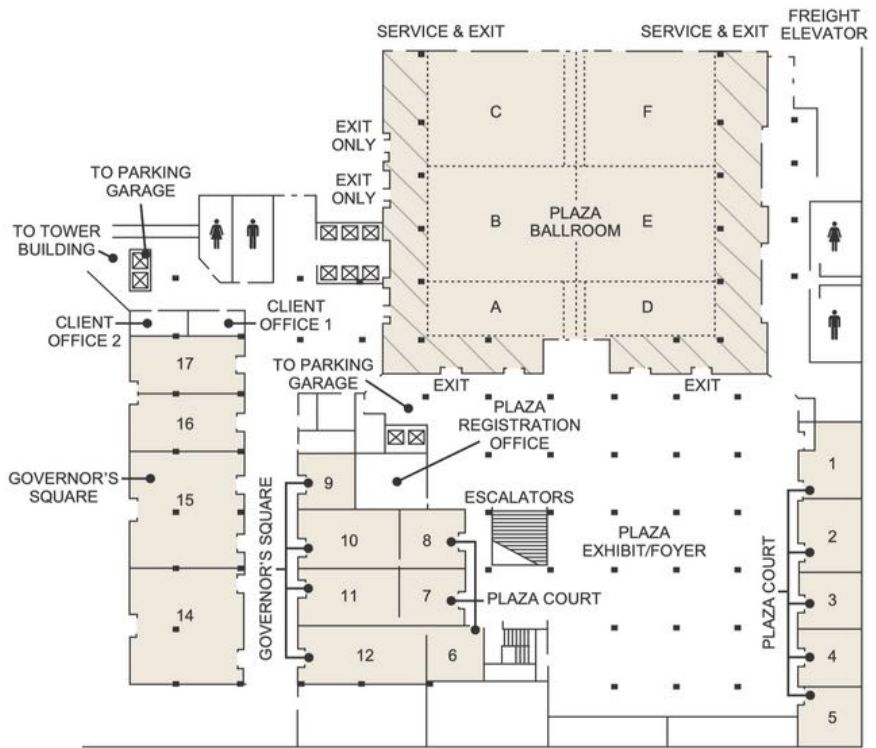 SERVICE & EXIT
SERVICE & EXIT
FREIGHT
ELEVATOR
C
F
EXIT
ONLY
TO PARKING
GARAGE
EXIT
ONLY
TO TOWER
BUILDING
B
PLAZA
BALLROOM
E
A
D
CLIENT
OFFICE 2
CLIENT
OFFICE 1
17
TO PARKING
GARAGE
EXIT
EXIT
16
PLAZA
REGISTRATION
OFFICE
GOVERNOR'S
SQUARE
15
14
GOVERNOR'S SQUARE
9
10
8
11
7
12
6
ESCALATORS
PLAZA COURT
PLAZA
EXHIBIT/FOYER
PLAZA COURT
1
2
3
4
5